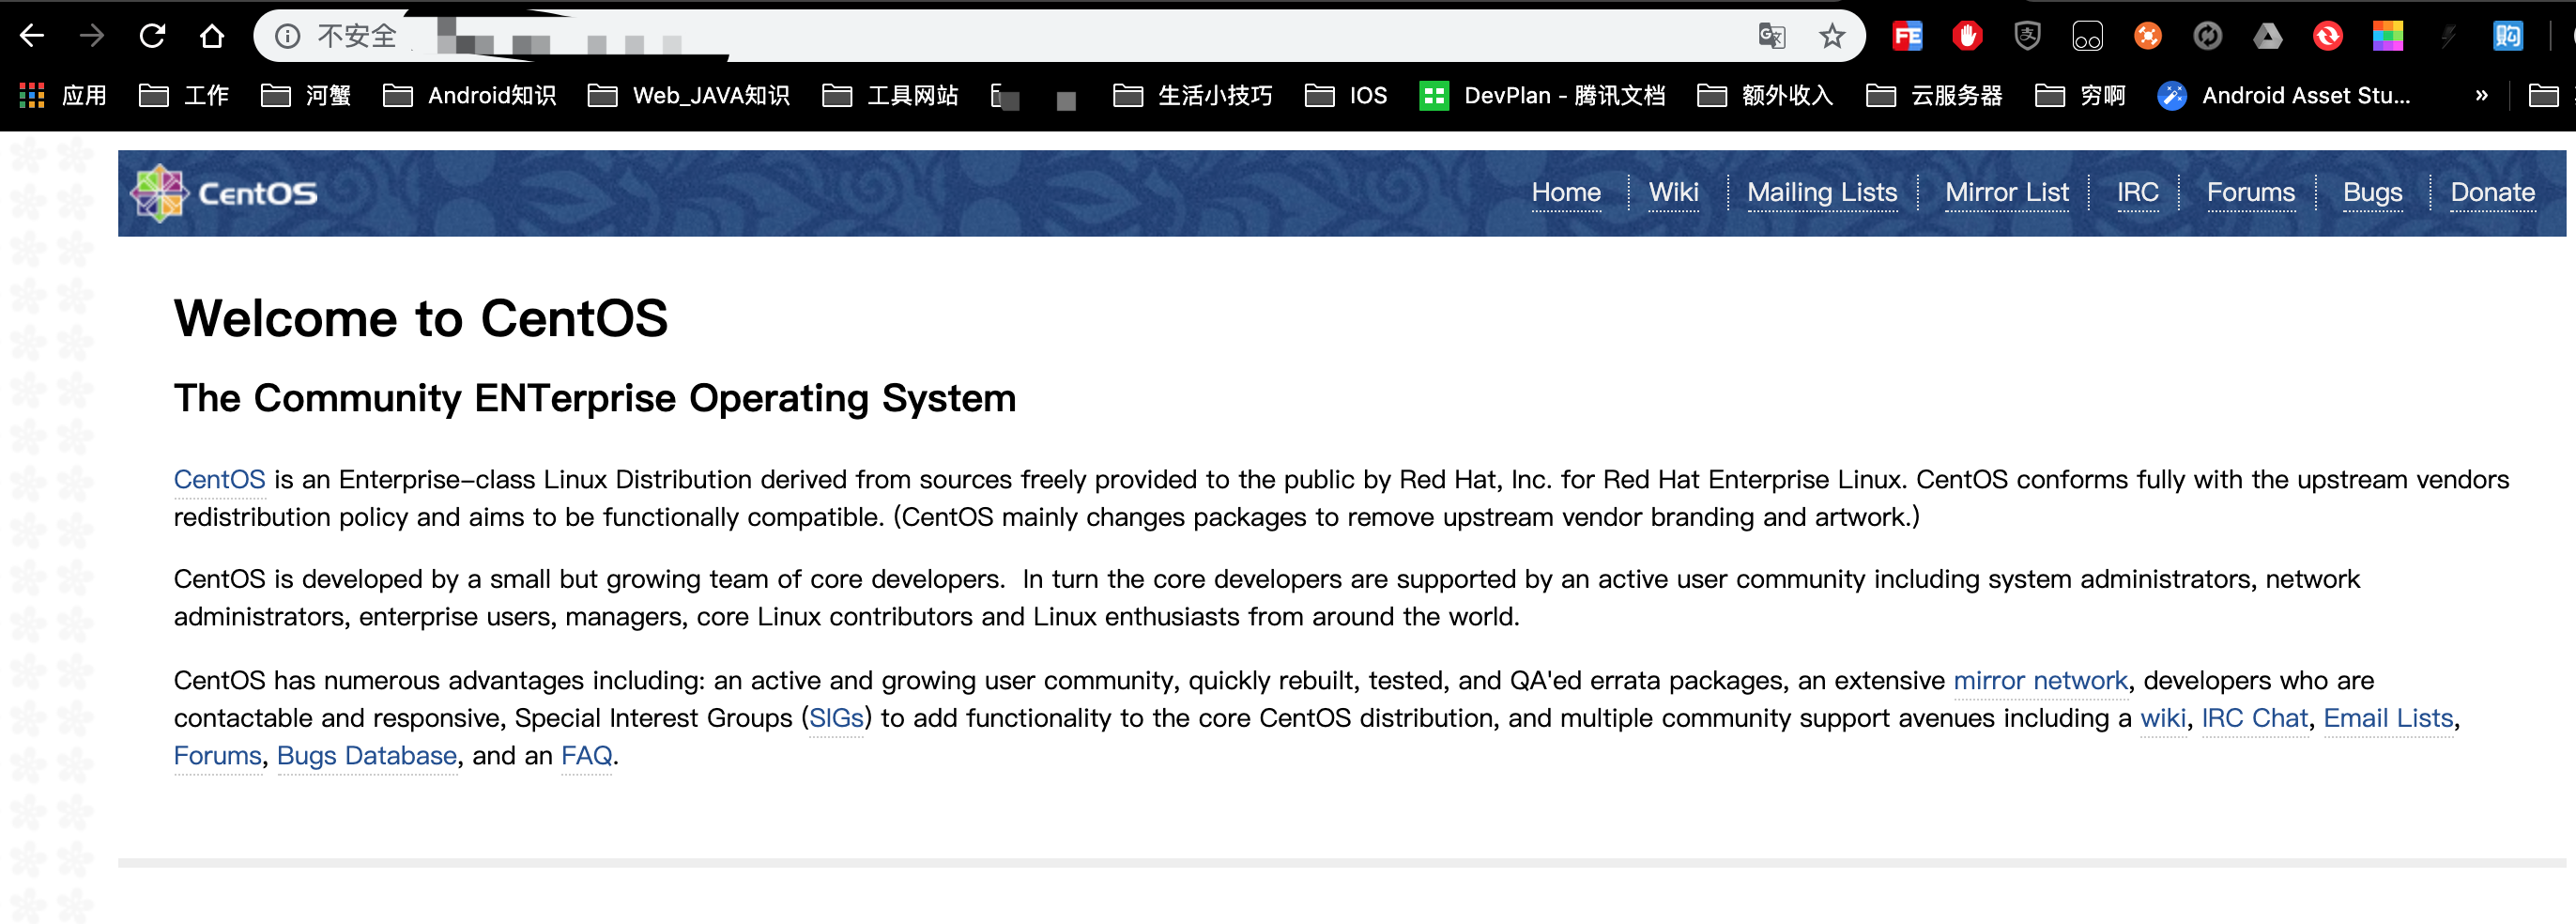 不安全
FE 支 购
应用 工作 河蟹 Android知识 Web_JAVA知识 工具网站 生活小技巧 IOS DevPlan - 腾讯文档 额外收入 云服务器 穷啊 Android Asset Stu... »
CentOS Home Wiki Mailing Lists Mirror List IRC Forums Bugs Donate
Welcome to CentOS
The Community ENTerprise Operating System
CentOS is an Enterprise-class Linux Distribution derived from sources freely provided to the public by Red Hat, Inc. for Red Hat Enterprise Linux. CentOS conforms fully with the upstream vendors
redistribution policy and aims to be functionally compatible. (CentOS mainly changes packages to remove upstream vendor branding and artwork.)
CentOS is developed by a small but growing team of core developers.  In turn the core developers are supported by an active user community including system administrators, network
administrators, enterprise users, managers, core Linux contributors and Linux enthusiasts from around the world.
CentOS has numerous advantages including: an active and growing user community, quickly rebuilt, tested, and QA'ed errata packages, an extensive mirror network, developers who are
contactable and responsive, Special Interest Groups (SIGs) to add functionality to the core CentOS distribution, and multiple community support avenues including a wiki, IRC Chat, Email Lists,
Forums, Bugs Database, and an FAQ.